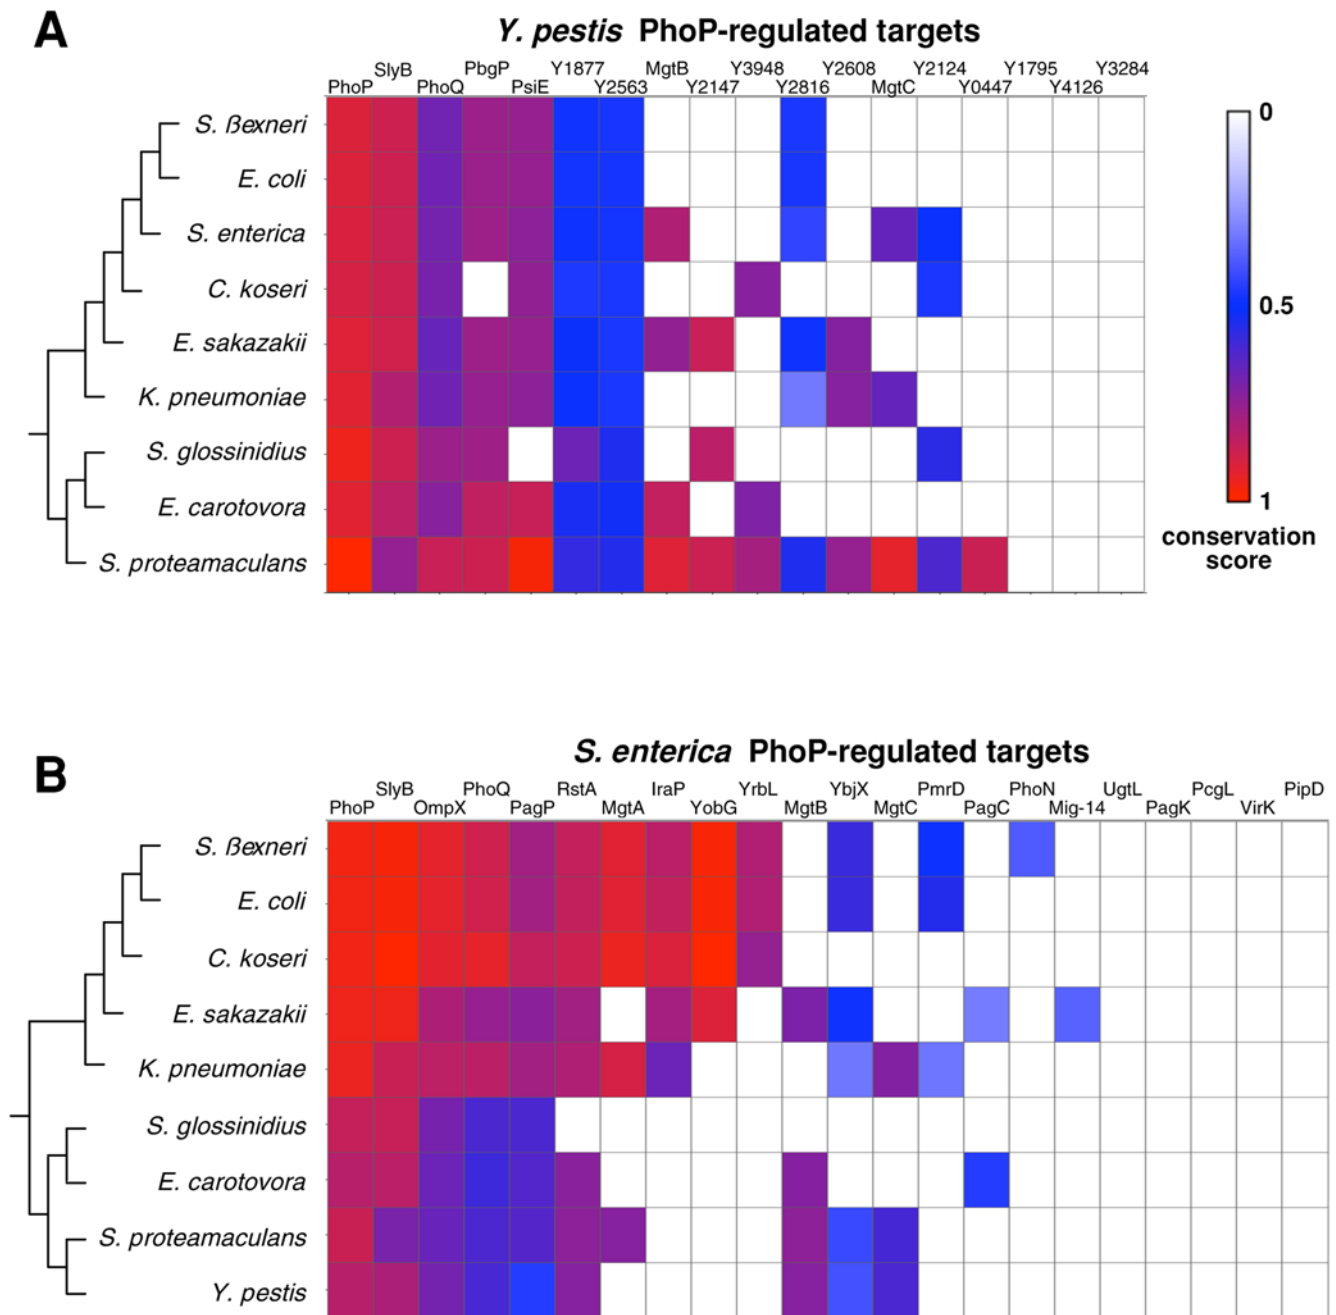 A
Y. pestis PhoP-regulated targets
SlyB PbgP Y1877 MgtB Y3948 Y2608 Y2124 Y1795 Y3284
PhoP PhoQ PsiE Y2563 Y2147 Y2816 MgtC Y0447 Y4126
S. ßexneri
E. coli
S. enterica
C. koseri
E. sakazakii
K. pneumoniae
S. glossinidius
E. carotovora
S. proteamaculans
0
0.5
1
conservation
score
B
S. enterica PhoP-regulated targets
SlyB PhoQ RstA IraP YrbL YbjX PmrD PhoN UgtL PcgL PipD
PhoP OmpX PagP MgtA YobG MgtB MgtC PagC Mig-14 PagK VirK
S. ßexneri
E. coli
C. koseri
E. sakazakii
K. pneumoniae
S. glossinidius
E. carotovora
S. proteamaculans
Y. pestis